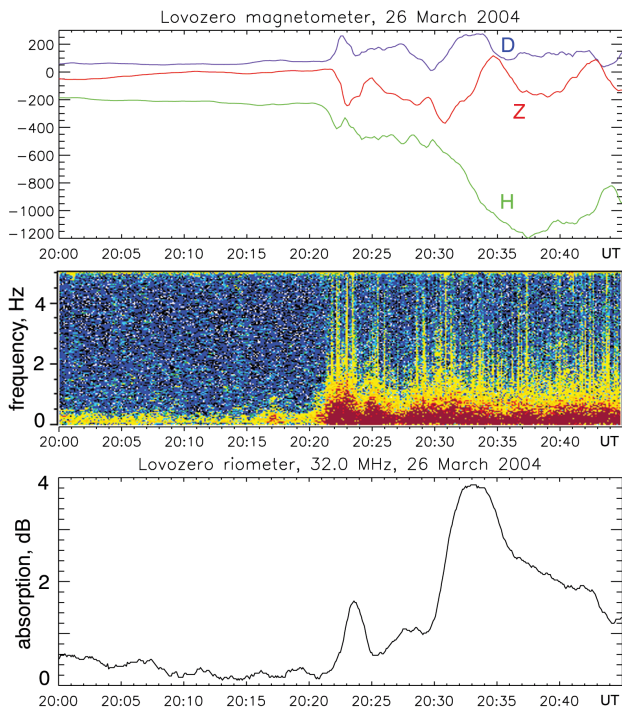 Lovozero magnetometer, 26 March 2004
200
0
−200
−400
−600
−800
−1000
−1200
D
Z
H
20:00 20:05 20:10 20:15 20:20 20:25 20:30 20:35 20:40 UT
frequency, Hz
4
2
0
20:00 20:05 20:10 20:15 20:20 20:25 20:30 20:35 20:40 UT
Lovozero riometer, 32.0 MHz, 26 March 2004
absorption, dB
4
2
0
20:00 20:05 20:10 20:15 20:20 20:25 20:30 20:35 20:40 UT